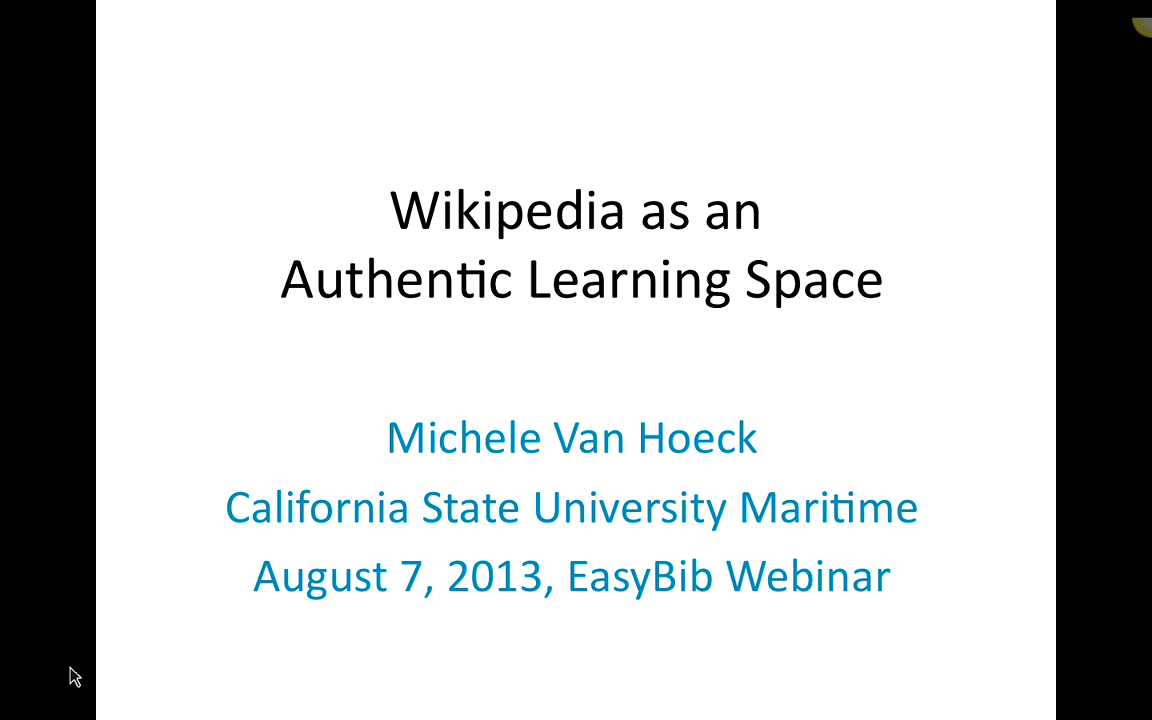 Wikipedia as an
Authentic Learning Space
Michele Van Hoeck
California State University Maritime
August 7, 2013, EasyBib Webinar